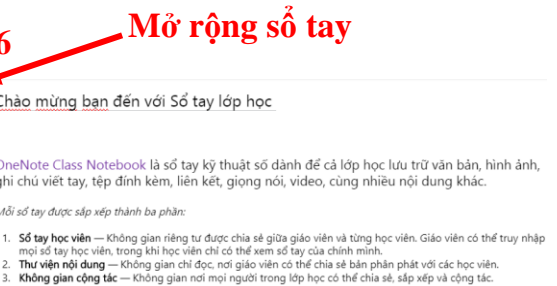 Mở rộng sổ tay
6
Chào mừng bạn đến với Sổ tay lớp học
OneNote Class Notebook là sổ tay kỹ thuật số dành để cả lớp học lưu trữ văn bản, hình ảnh,
ghi chú viết tay, tệp đính kèm, liên kết, giọng nói, video, cùng nhiều nội dung khác.
Mỗi sổ tay được sắp xếp thành ba phần:
1. Sổ tay học viên — Không gian riêng tư được chia sẻ giữa giáo viên và từng học viên. Giáo viên có thể truy nhập
mọi sổ tay học viên, trong khi học viên chỉ có thể xem sổ tay của chính mình.
2. Thư viện nội dung — Không gian chỉ đọc, nơi giáo viên có thể chia sẻ bản phân phát với các học viên.
3. Không gian cộng tác — Không gian nơi mọi người trong lớp học có thể chia sẻ, sắp xếp và cộng tác.